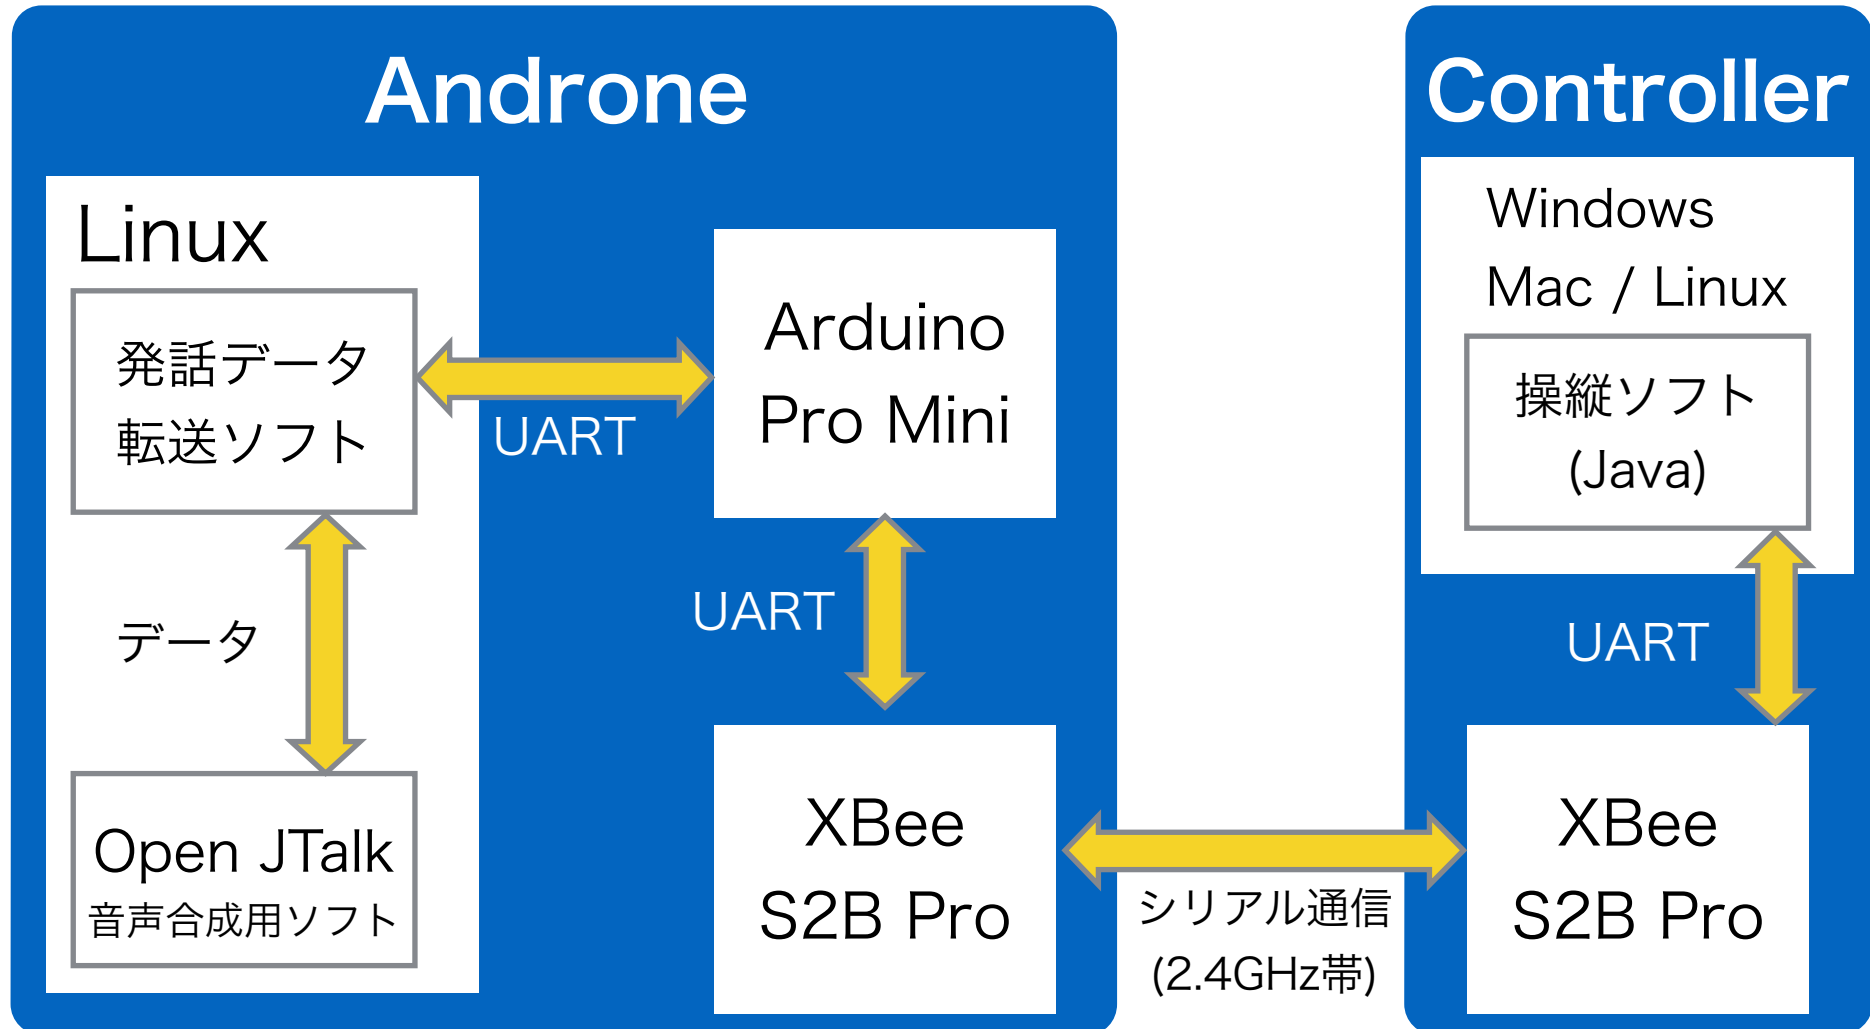 Androne
Linux
発話データ
転送ソフト
UART
Arduino
Pro Mini
データ
UART
Open JTalk
音声合成用ソフト
XBee
S2B Pro
シリアル通信
(2.4GHz帯)
Controller
Windows
Mac / Linux
操縦ソフト
(Java)
UART
XBee
S2B Pro